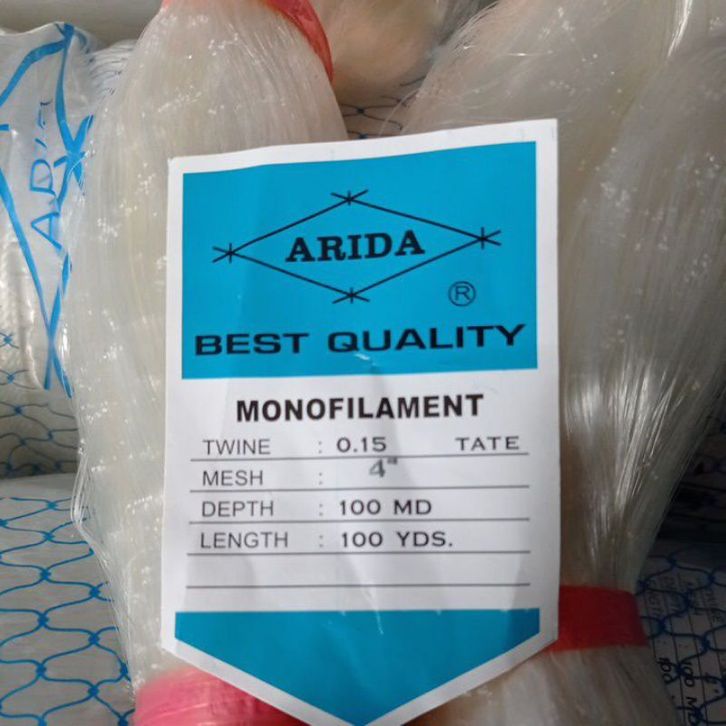 ARIDA
®
BEST QUALITY
MONOFILAMENT
TWINE : 0.15 TATE
MESH : 4"
DEPTH : 100 MD
LENGTH : 100 YDS.